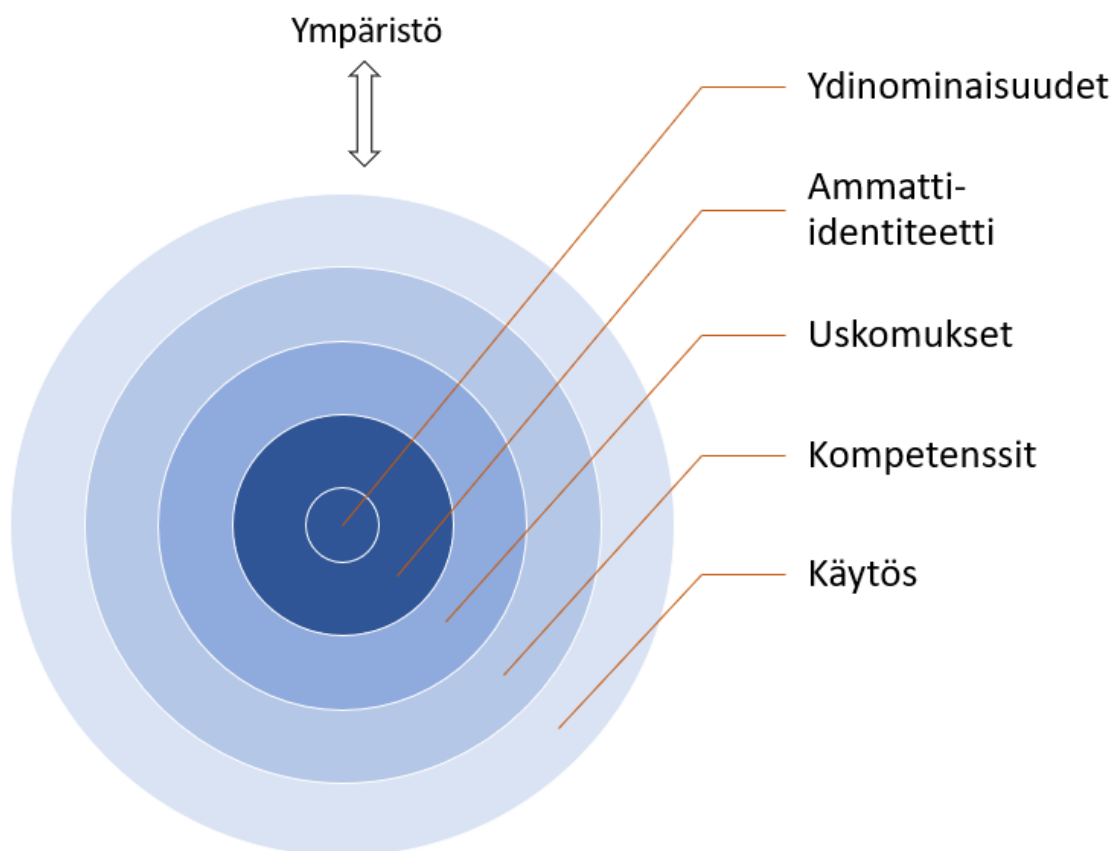 Ympäristö
Ydinominaisuudet
Ammatti-
identiteetti
Uskomukset
Kompetenssit
Käytös